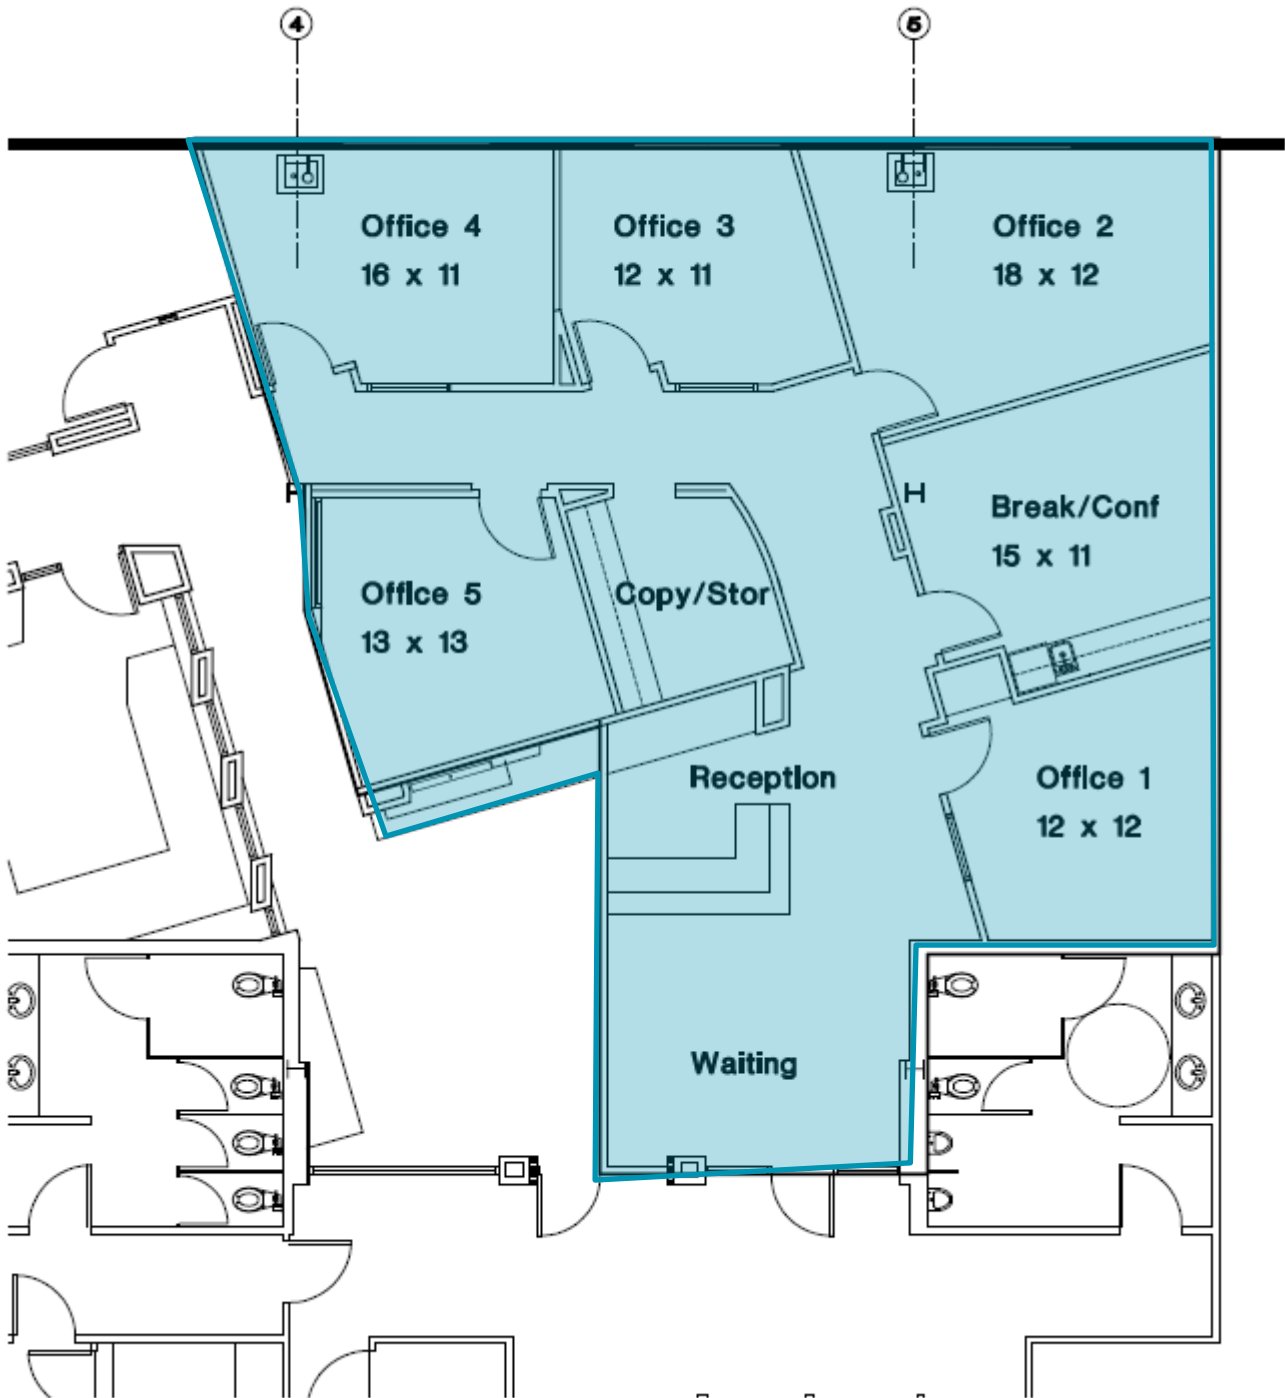 4
5
Office 4
16 x 11
Office 3
12 x 11
Office 2
18 x 12
Break/Conf
15 x 11
Office 5
13 x 13
Copy/Stor
Reception
Office 1
12 x 12
Waiting